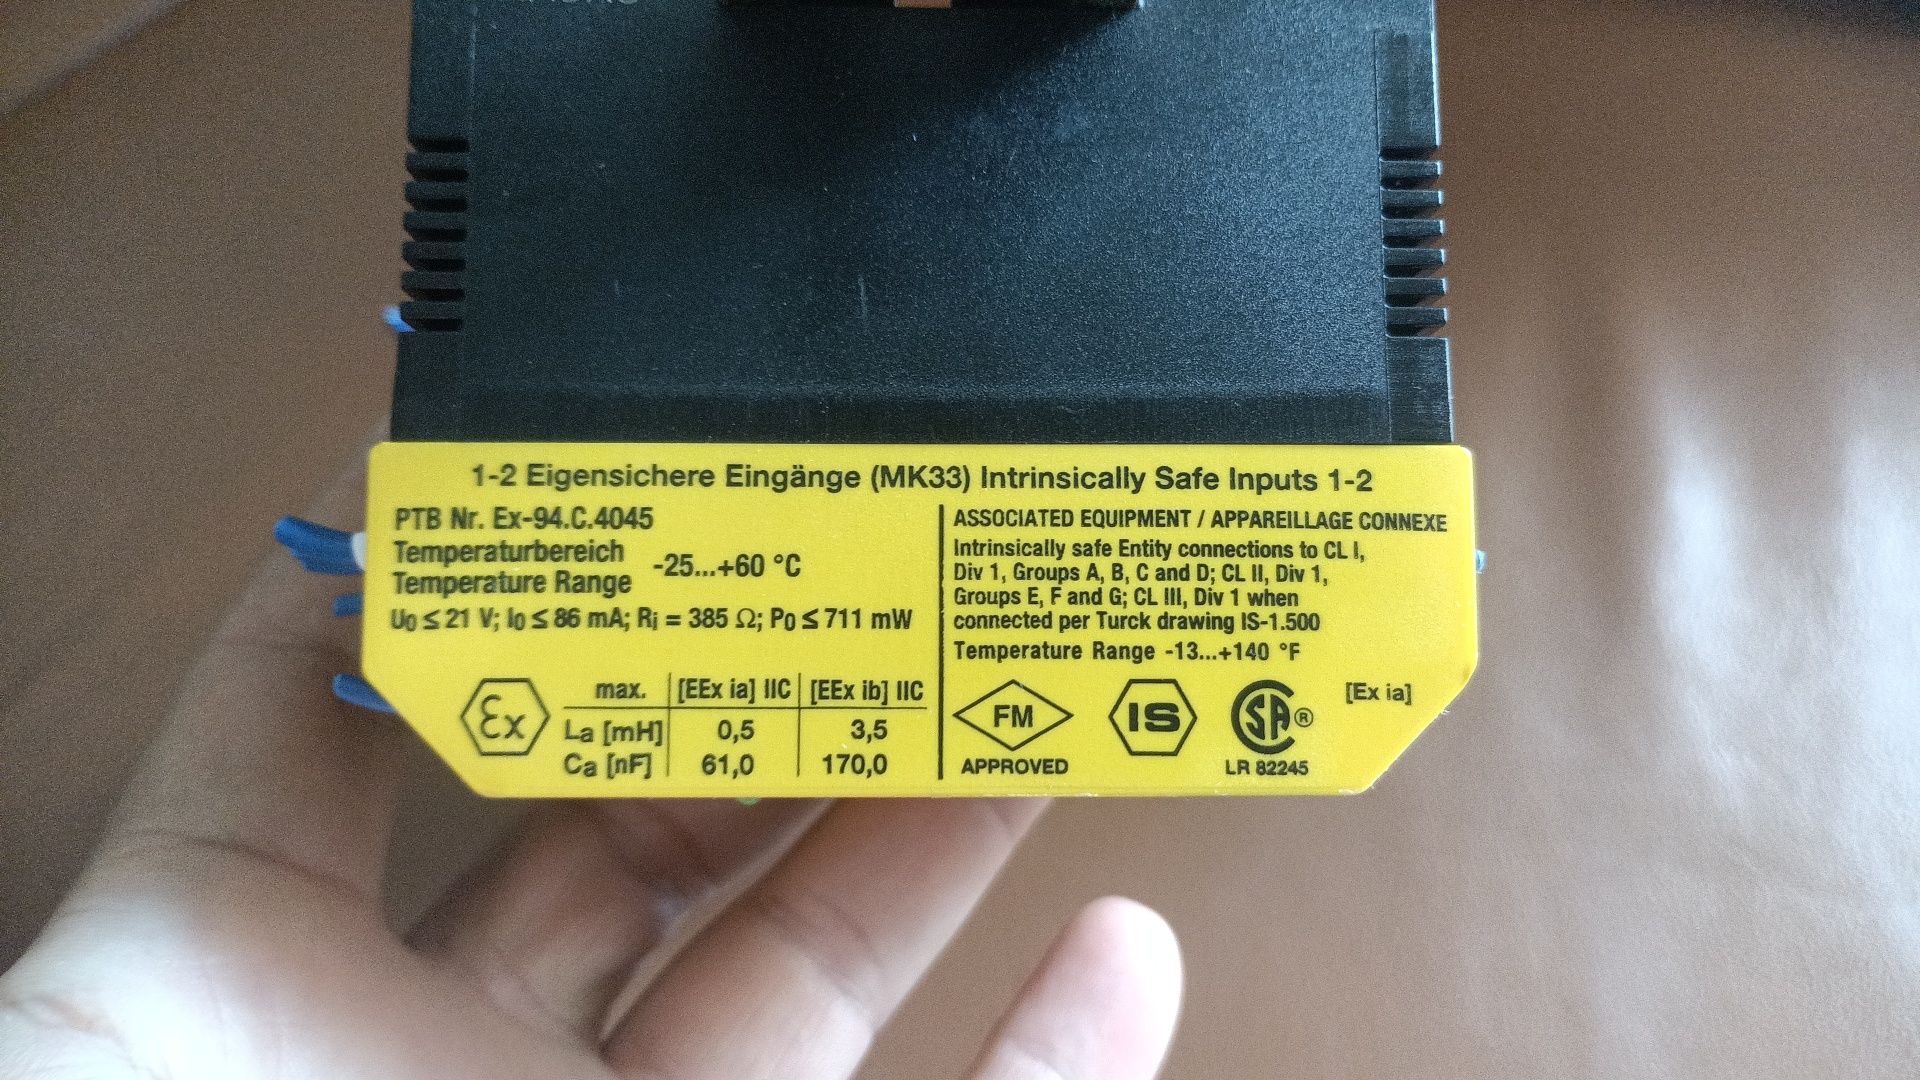 1-2 Eigensichere Eingänge (MK33) Intrinsically Safe Inputs 1-2
PTB Nr. Ex-94.C.4045
Temperaturbereich
Temperature Range
-25...+60 °C
U0 ≤ 21 V; I0 ≤ 86 mA; Ri = 385 Ω; P0 ≤ 711 mW
Ex
max. [EEx ia] IIC [EEx ib] IIC
La [mH] 0,5 3,5
Ca [nF] 61,0 170,0
ASSOCIATED EQUIPMENT / APPAREILLAGE CONNEXE
Intrinsically safe Entity connections to CL I,
Div 1, Groups A, B, C and D; CL II, Div 1,
Groups E, F and G; CL III, Div 1 when
connected per Turck drawing IS-1.500
Temperature Range -13...+140 °F
FM
APPROVED
IS
SA ®
LR 82245
[Ex ia]